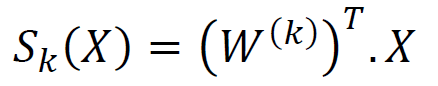 S_k(X) = (W^{(k)})^T . X